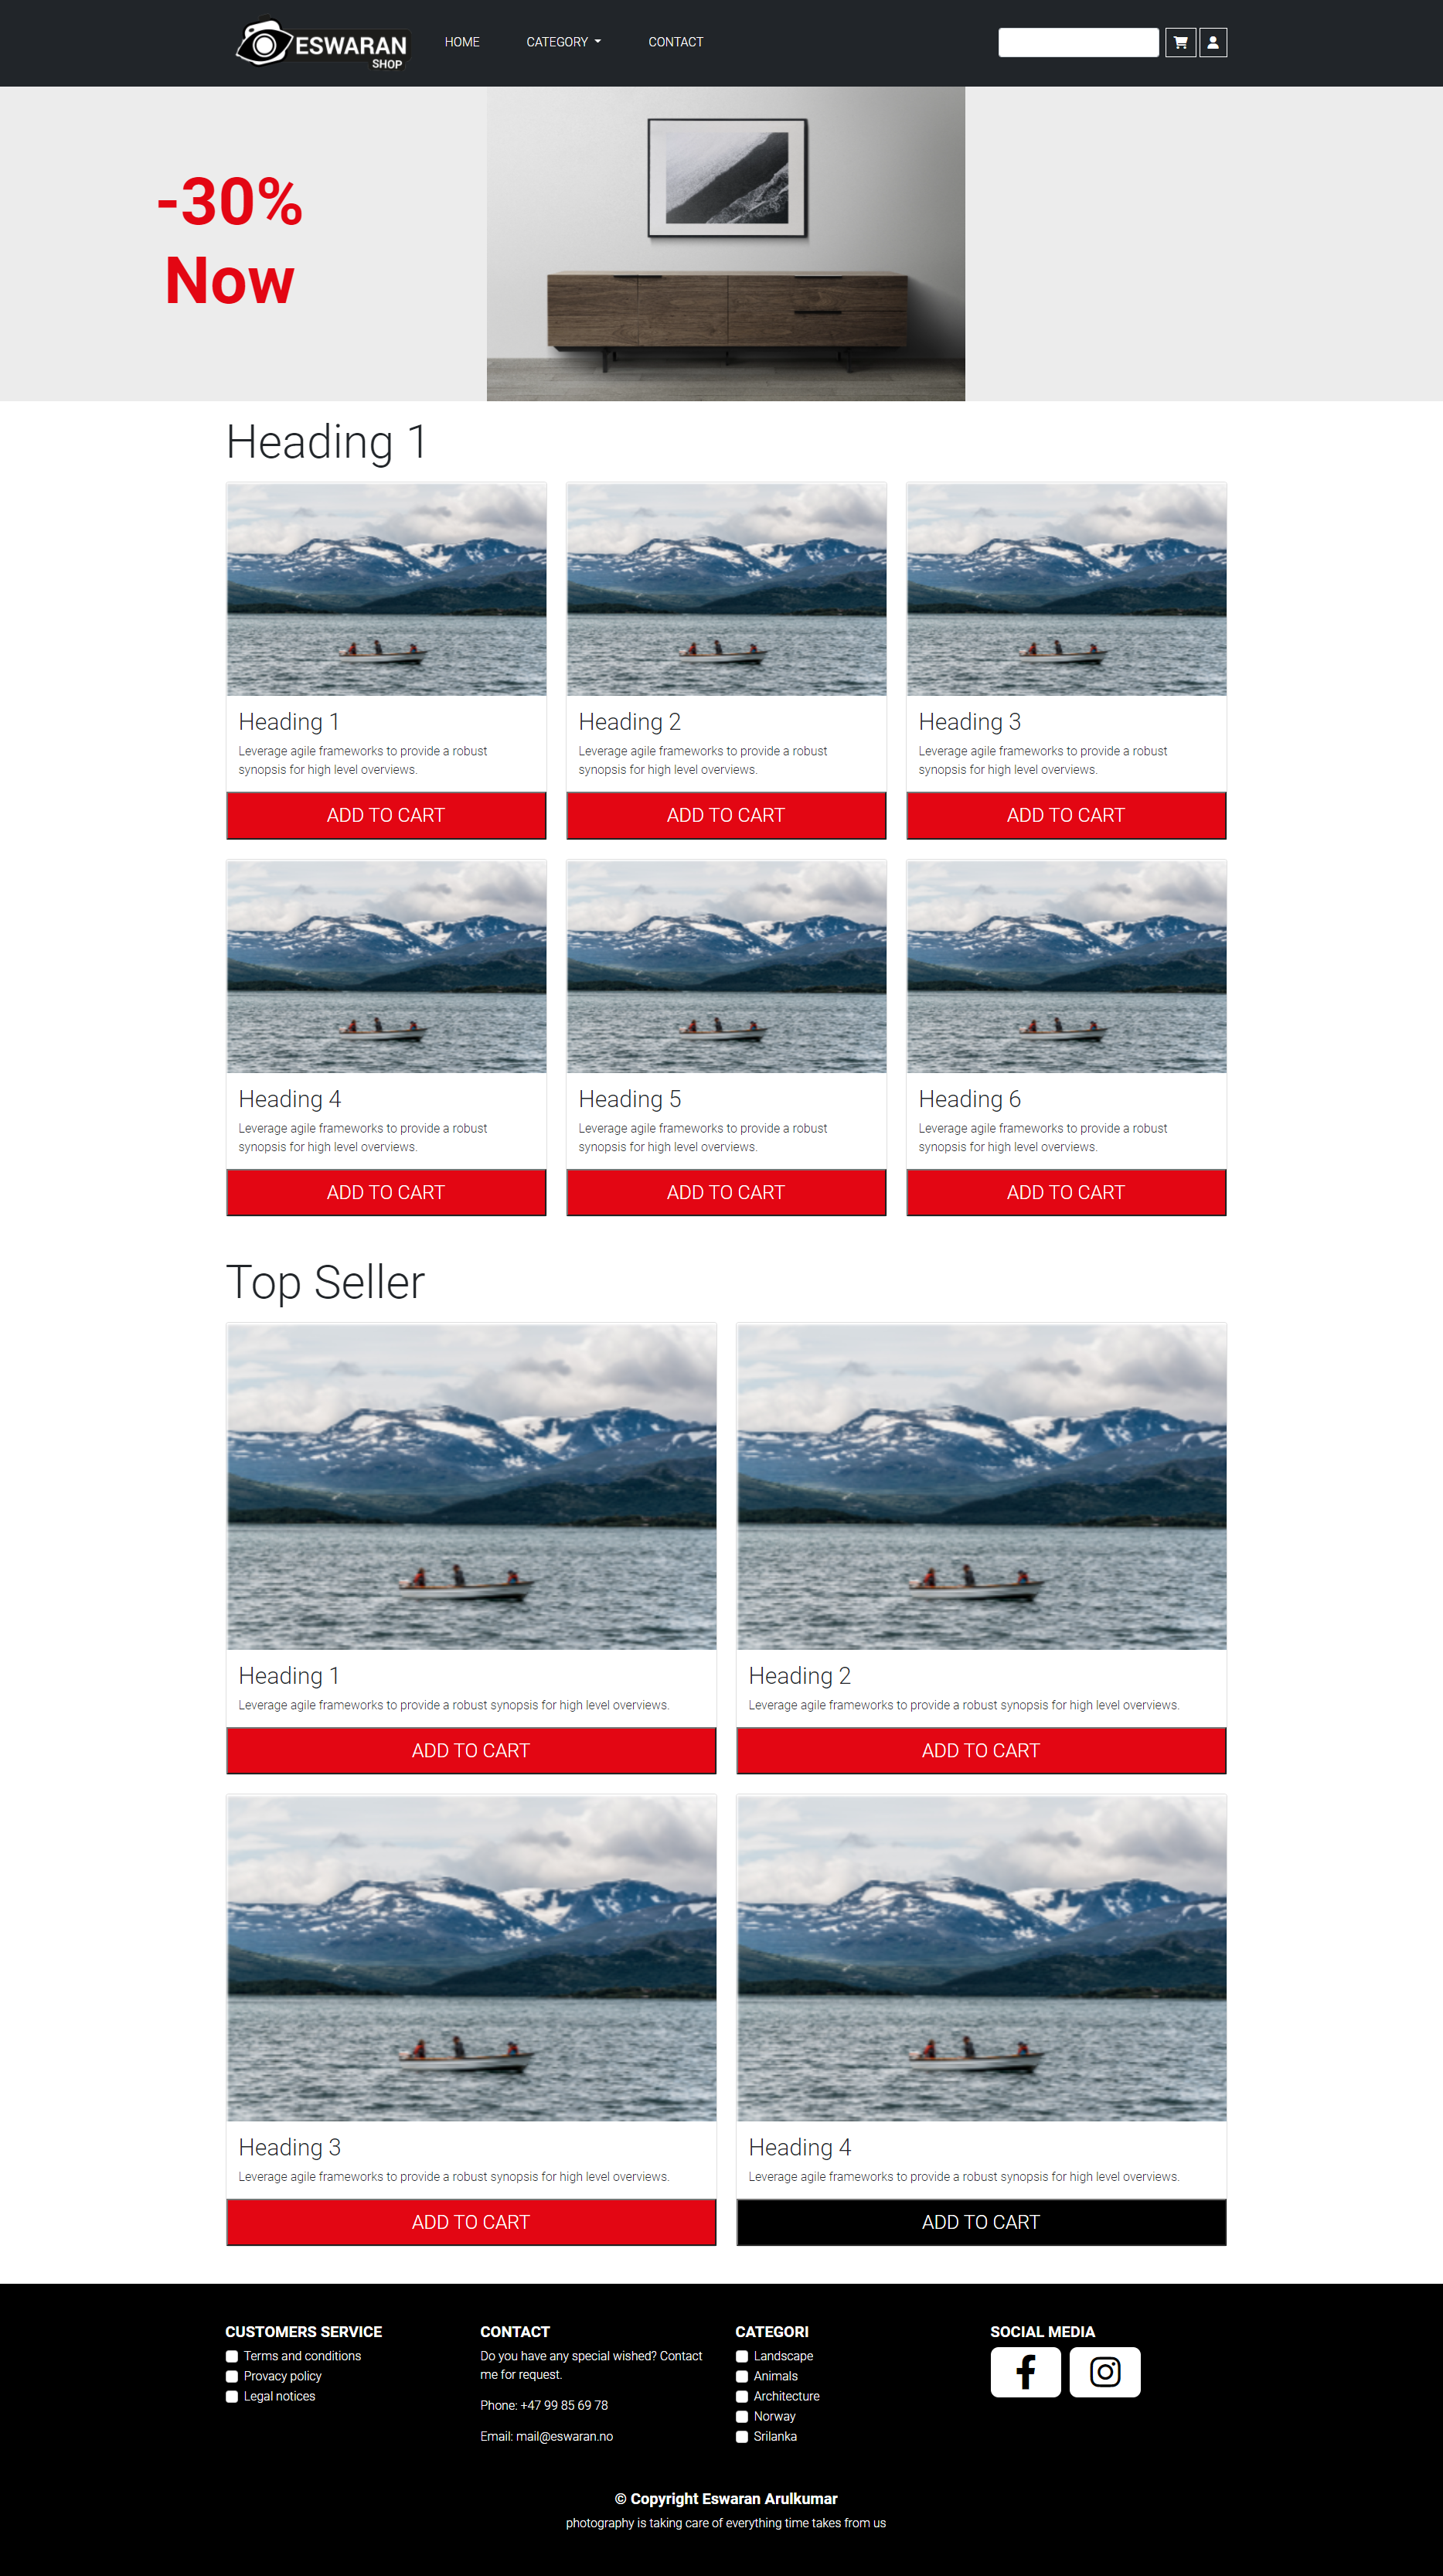 ESWARAN
SHOP
HOME
CATEGORY
CONTACT
-30%
Now
Heading 1
Heading 1
Leverage agile frameworks to provide a robust
synopsis for high level overviews.
ADD TO CART
Heading 2
Leverage agile frameworks to provide a robust
synopsis for high level overviews.
ADD TO CART
Heading 3
Leverage agile frameworks to provide a robust
synopsis for high level overviews.
ADD TO CART
Heading 4
Leverage agile frameworks to provide a robust
synopsis for high level overviews.
ADD TO CART
Heading 5
Leverage agile frameworks to provide a robust
synopsis for high level overviews.
ADD TO CART
Heading 6
Leverage agile frameworks to provide a robust
synopsis for high level overviews.
ADD TO CART
Top Seller
Heading 1
Leverage agile frameworks to provide a robust synopsis for high level overviews.
ADD TO CART
Heading 2
Leverage agile frameworks to provide a robust synopsis for high level overviews.
ADD TO CART
Heading 3
Leverage agile frameworks to provide a robust synopsis for high level overviews.
ADD TO CART
Heading 4
Leverage agile frameworks to provide a robust synopsis for high level overviews.
ADD TO CART
CUSTOMERS SERVICE
Terms and conditions
Provacy policy
Legal notices
CONTACT
Do you have any special wished? Contact
me for request.
Phone: +47 99 85 69 78
Email: mail@eswaran.no
CATEGORI
Landscape
Animals
Architecture
Norway
Srilanka
SOCIAL MEDIA
© Copyright Eswaran Arulkumar
photography is taking care of everything time takes from us